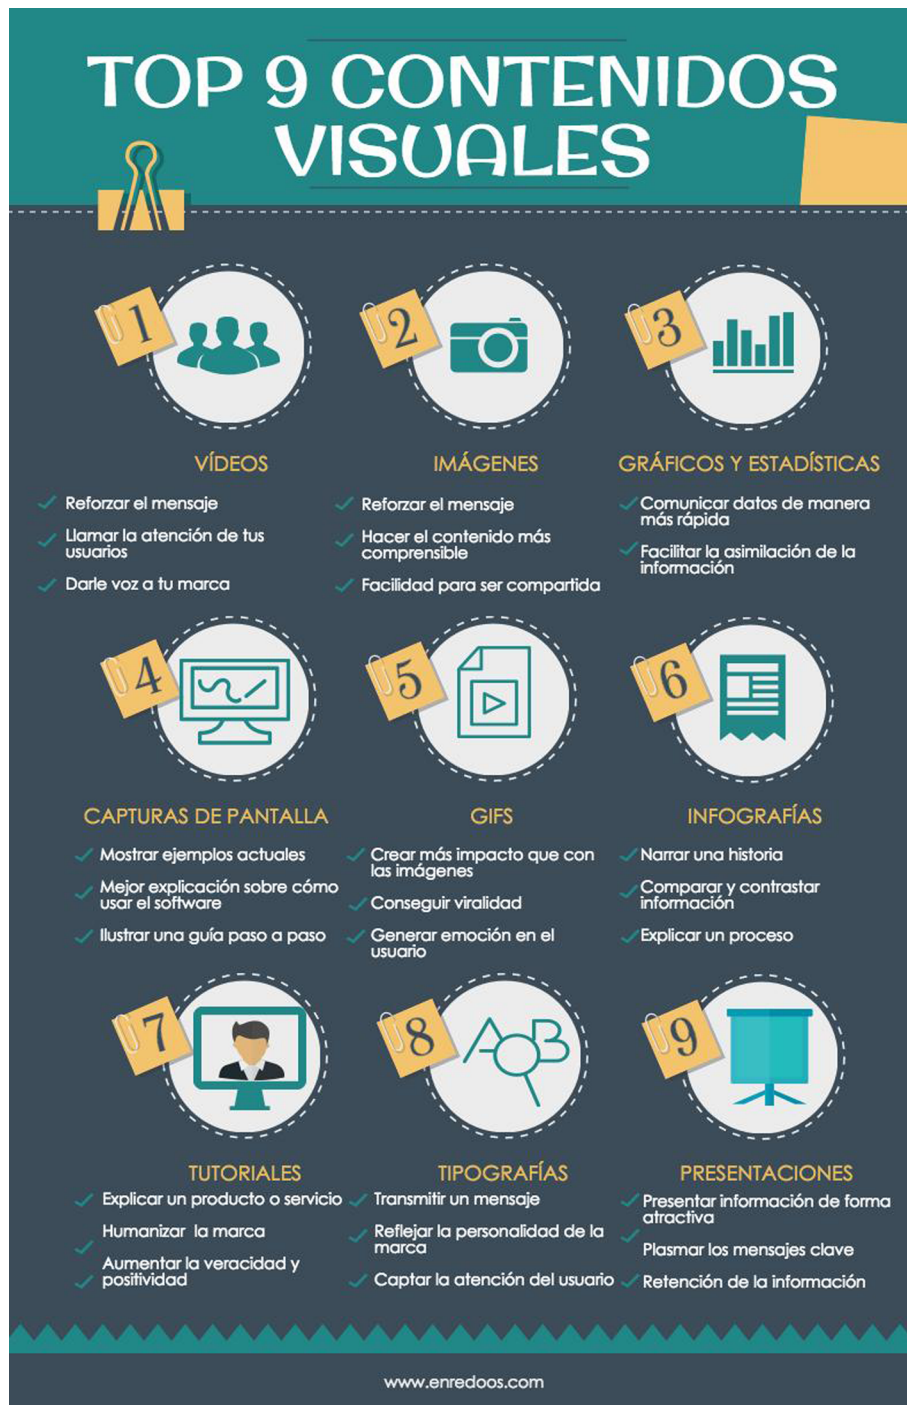 TOP 9 CONTENIDOS
VISUALES
1
2
3
VÍDEOS
Reforzar el mensaje
Llamar la atención de tus
usuarios
Darle voz a tu marca
IMÁGENES
Reforzar el mensaje
Hacer el contenido más
comprensible
Facilidad para ser compartida
GRÁFICOS Y ESTADÍSTICAS
Comunicar datos de manera
más rápida
Facilitar la asimilación de la
información
4
5
6
CAPTURAS DE PANTALLA
Mostrar ejemplos actuales
Mejor explicación sobre cómo
usar el software
Ilustrar una guía paso a paso
GIFS
Crear más impacto que con
las imágenes
Conseguir viralidad
Generar emoción en el
usuario
INFOGRAFÍAS
Narrar una historia
Comparar y contrastar
información
Explicar un proceso
7
8
AOB
9
TUTORIALES
Explicar un producto o servicio
Humanizar la marca
Aumentar la veracidad y
positividad
TIPOGRAFÍAS
Transmitir un mensaje
Reflejar la personalidad de la
marca
Captar la atención del usuario
PRESENTACIONES
Presentar información de forma
atractiva
Plasmar los mensajes clave
Retención de la información
www.enredoos.com